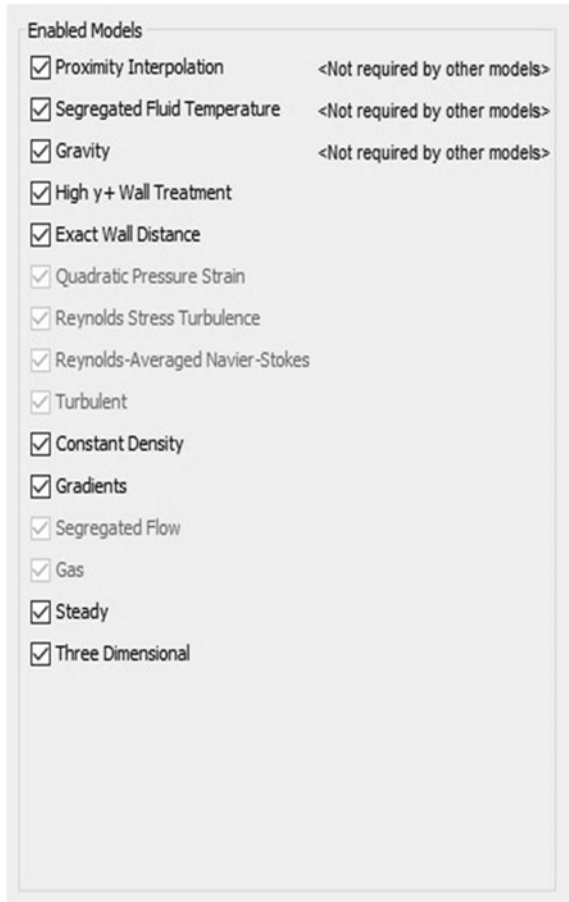 Enabled Models
Proximity Interpolation <Not required by other models>
Segregated Fluid Temperature <Not required by other models>
Gravity <Not required by other models>
High y+ Wall Treatment
Exact Wall Distance
Quadratic Pressure Strain
Reynolds Stress Turbulence
Reynolds-Averaged Navier-Stokes
Turbulent
Constant Density
Gradients
Segregated Flow
Gas
Steady
Three Dimensional